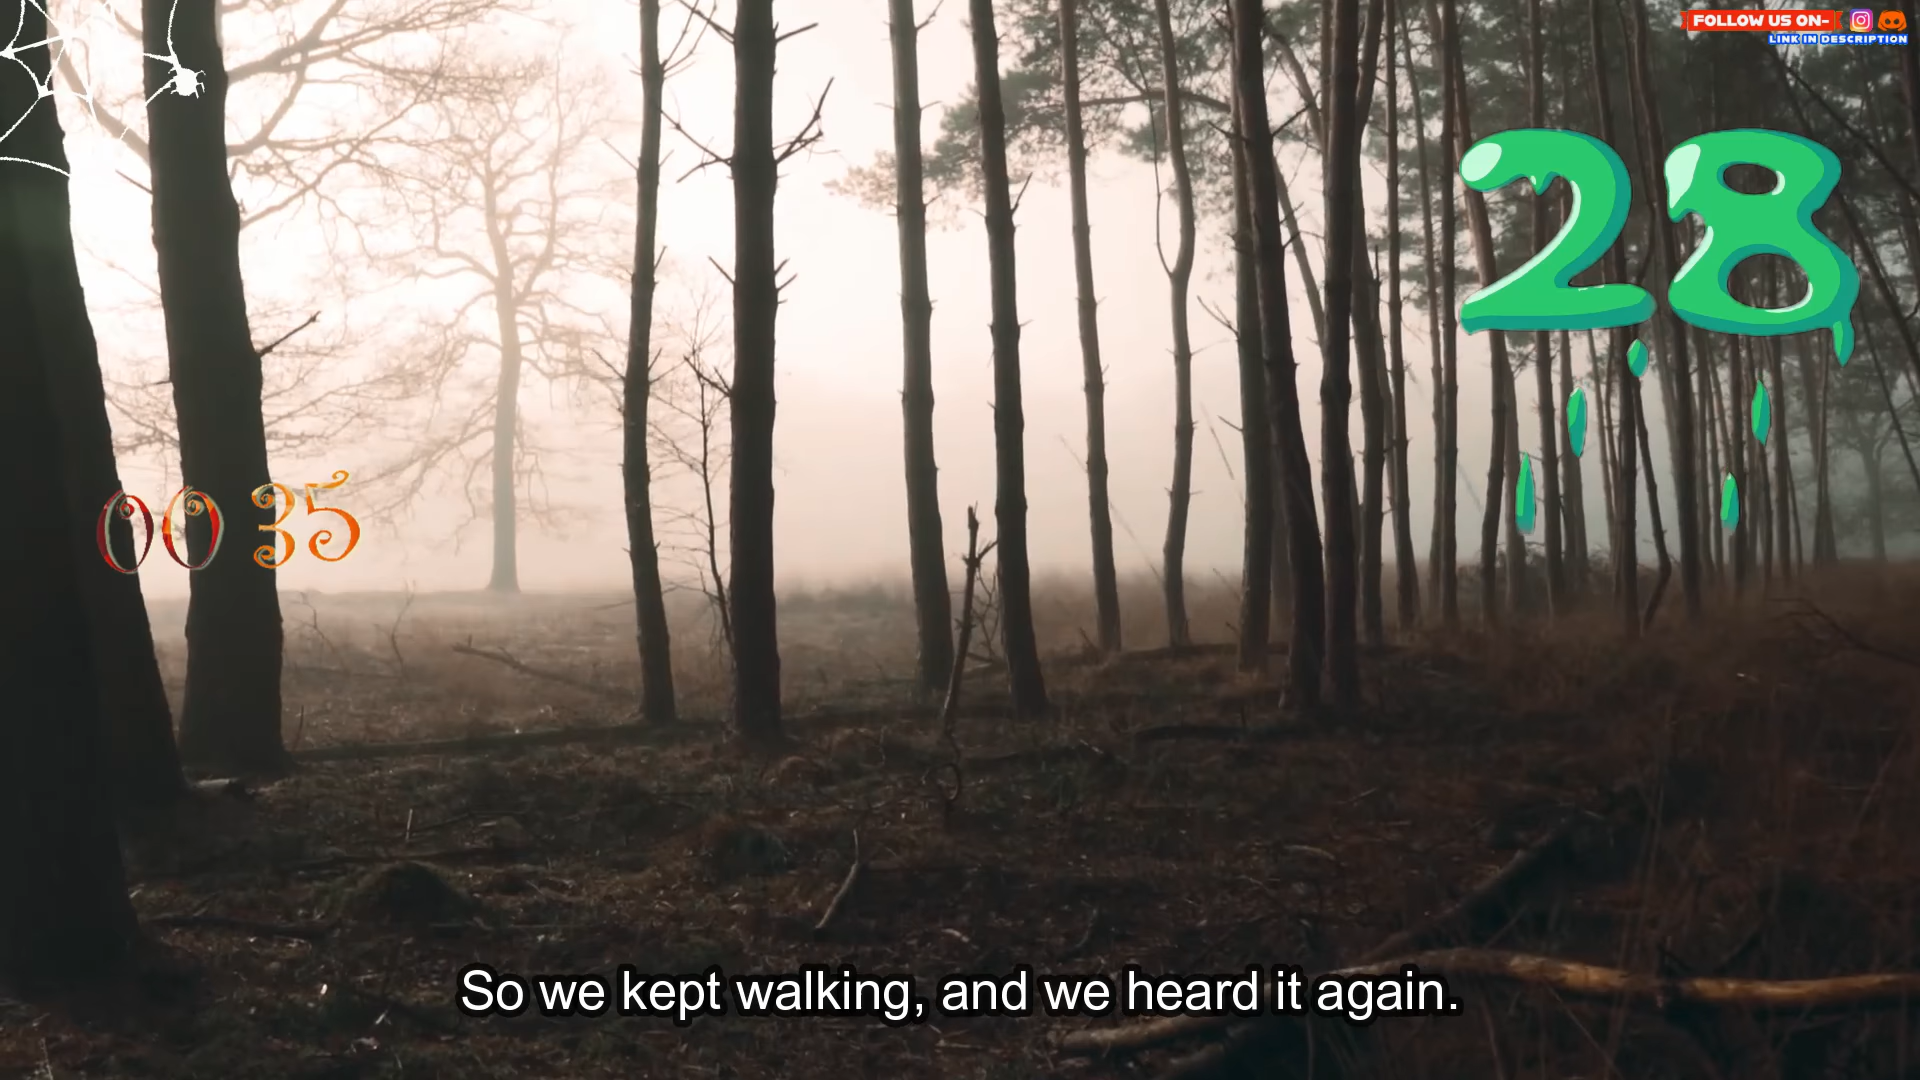 FOLLOW US ON-
LINK IN DESCRIPTION
28
00 35
So we kept walking, and we heard it again.